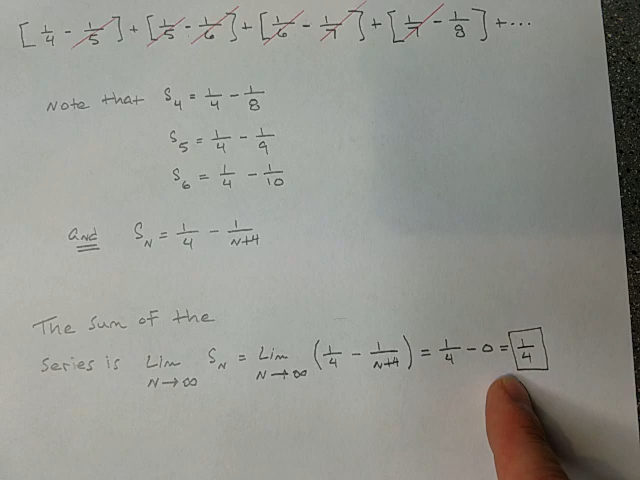 [1/4 - 1/5] + [1/5 - 1/6] + [1/6 - 1/7] + [1/7 - 1/8] + ...
Note that S₄ = 1/4 - 1/8
S₅ = 1/4 - 1/9
S₆ = 1/4 - 1/10
and S_N = 1/4 - 1/(N+4)
The sum of the
series is Lim N→∞ S_N = Lim N→∞ (1/4 - 1/(N+4)) = 1/4 - 0 = 1/4